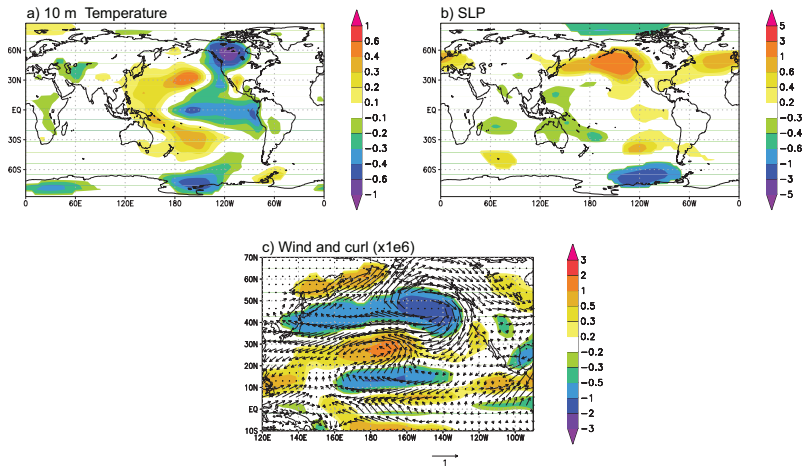 a) 10 m Temperature
b) SLP
1
0.6
0.4
0.3
0.2
0.1
-0.1
-0.2
-0.3
-0.4
-0.6
-1
5
3
1
0.6
0.4
0.2
-0.2
-0.4
-0.6
-1
-3
-5
60N
30N
EQ
30S
60S
0 60E 120E 180 120W 60W 0
60N
30N
EQ
30S
60S
0 60E 120E 180 120W 60W 0
c) Wind and curl (x1e6)
70N
60N
50N
40N
30N
20N
10N
EQ
10S
120E 140E 160E 180 160W 140W 120W 100W
3
2
1
0.5
0.3
0.2
-0.2
-0.3
-0.5
-1
-2
-3
1